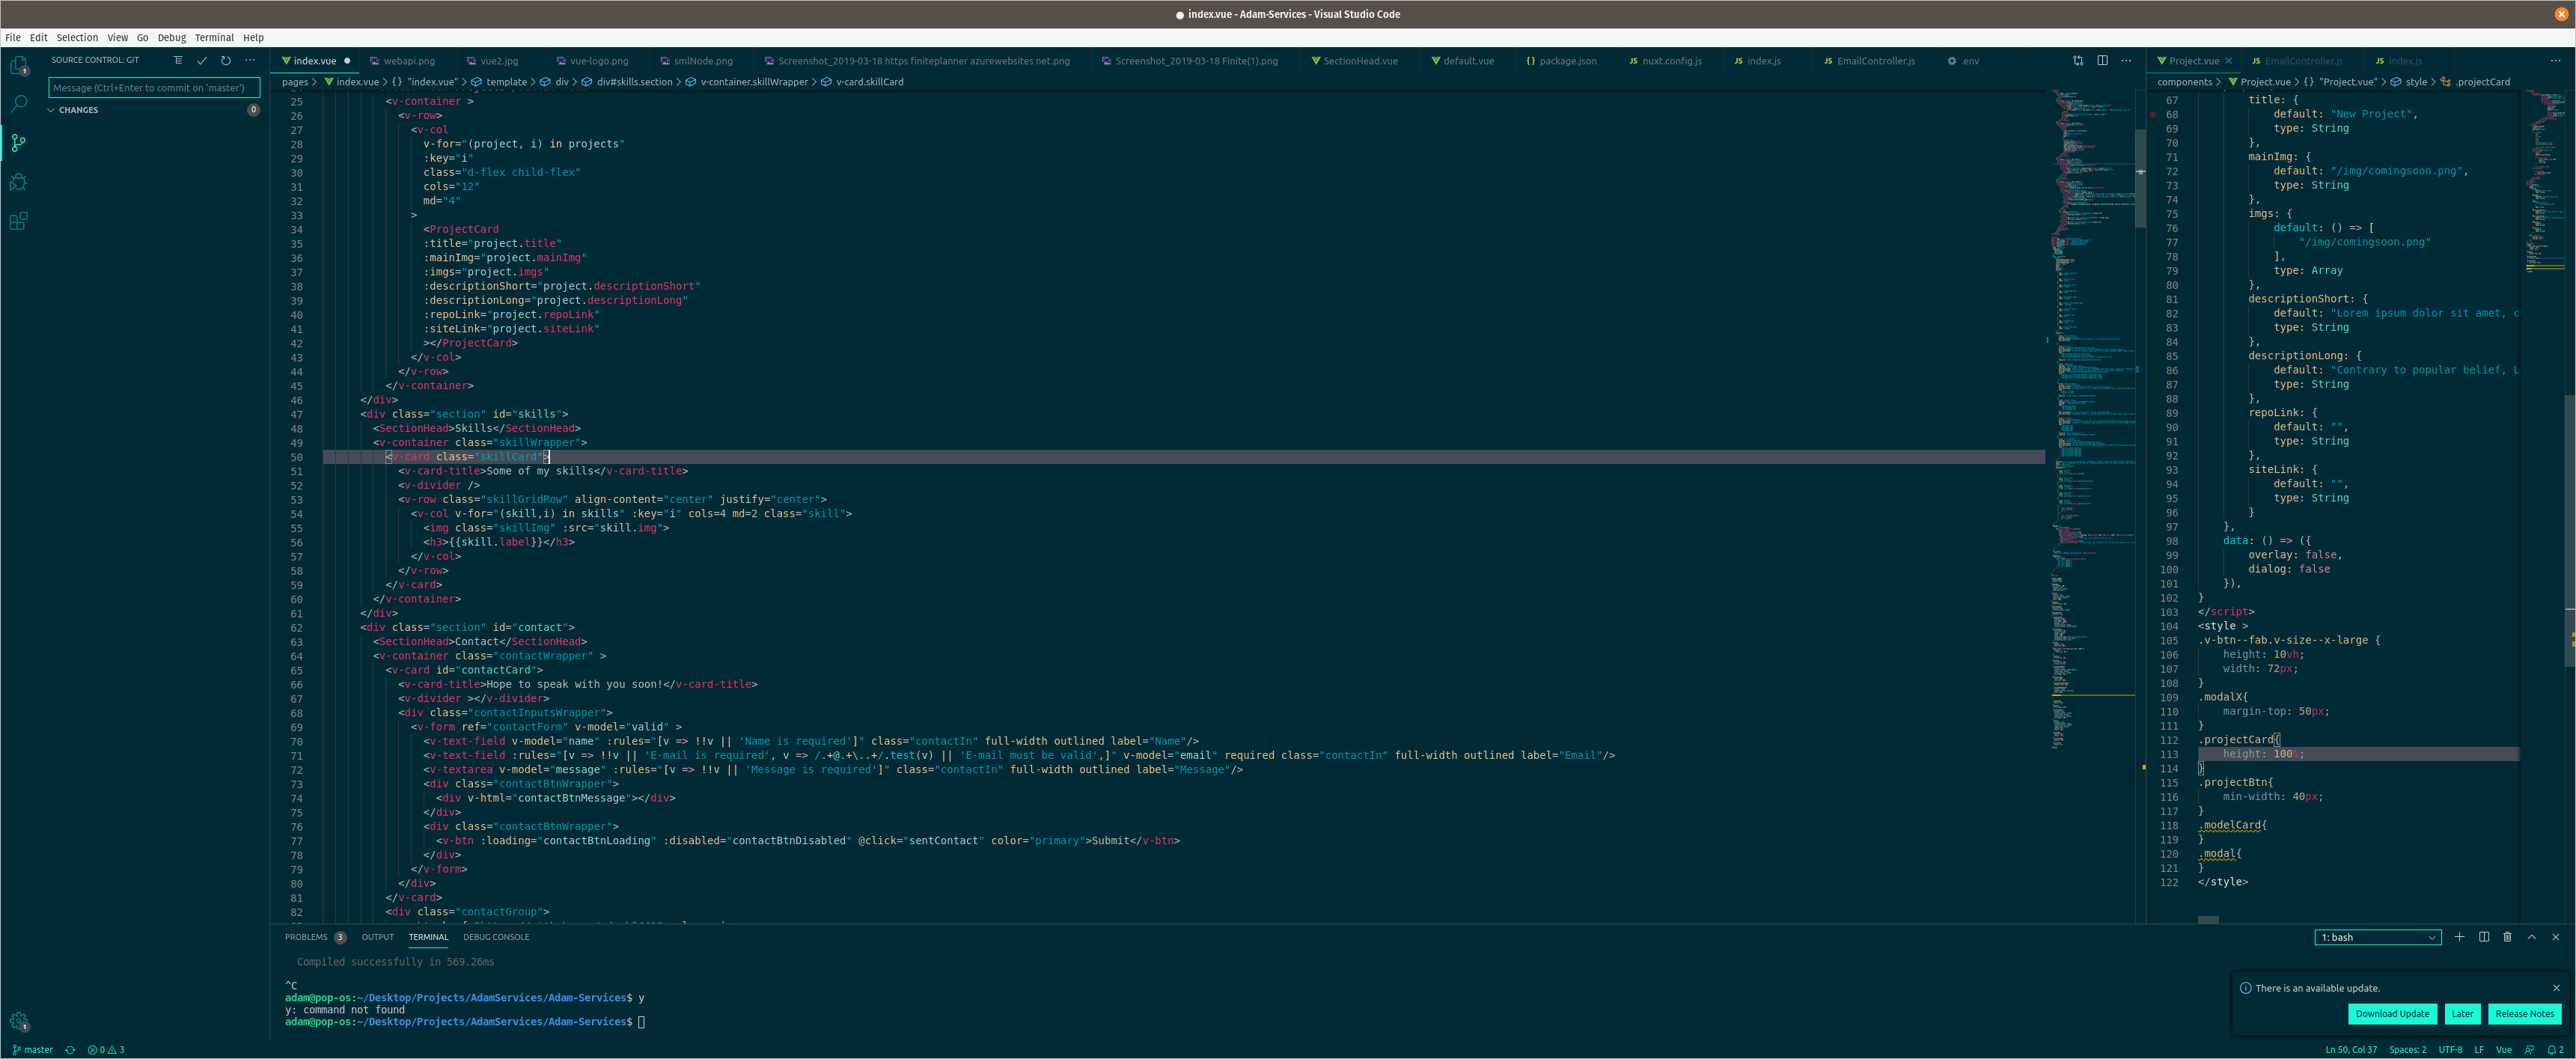 index.vue - Adam-Services - Visual Studio Code
File Edit Selection View Go Debug Terminal Help
SOURCE CONTROL: GIT
index.vue webapi.png vue2.jpg vue-logo.png smlNode.png Screenshot_2019-03-18 https finiteplanner azurewebsites net.png Screenshot_2019-03-18 Finite(1).png SectionHead.vue default.vue package.json nuxt.config.js index.js EmailController.js .env
Project.vue EmailController.js index.js
pages > index.vue > {} "index.vue" > template > div > div#skills.section > v-container.skillWrapper > v-card.skillCard
components > Project.vue > {} "Project.vue" > style > .projectCard
1
Message (Ctrl+Enter to commit on 'master')
CHANGES 0
25 <v-container >
26 <v-row>
27 <v-col
28 v-for="(project, i) in projects"
29 :key="i"
30 class="d-flex child-flex"
31 cols="12"
32 md="4"
33 >
34 <ProjectCard
35 :title="project.title"
36 :mainImg="project.mainImg"
37 :imgs="project.imgs"
38 :descriptionShort="project.descriptionShort"
39 :descriptionLong="project.descriptionLong"
40 :repoLink="project.repoLink"
41 :siteLink="project.siteLink"
42 ></ProjectCard>
43 </v-col>
44 </v-row>
45 </v-container>
46 </div>
47 <div class="section" id="skills">
48 <SectionHead>Skills</SectionHead>
49 <v-container class="skillWrapper">
50 <v-card class="skillCard">
51 <v-card-title>Some of my skills</v-card-title>
52 <v-divider />
53 <v-row class="skillGridRow" align-content="center" justify="center">
54 <v-col v-for="(skill,i) in skills" :key="i" cols=4 md=2 class="skill">
55 <img class="skillImg" :src="skill.img">
56 <h3>{{skill.label}}</h3>
57 </v-col>
58 </v-row>
59 </v-card>
60 </v-container>
61 </div>
62 <div class="section" id="contact">
63 <SectionHead>Contact</SectionHead>
64 <v-container class="contactWrapper" >
65 <v-card id="contactCard">
66 <v-card-title>Hope to speak with you soon!</v-card-title>
67 <v-divider ></v-divider>
68 <div class="contactInputsWrapper">
69 <v-form ref="contactForm" v-model="valid" >
70 <v-text-field v-model="name" :rules="[v => !!v || 'Name is required']" class="contactIn" full-width outlined label="Name"/>
71 <v-text-field :rules="[v => !!v || 'E-mail is required', v => /.+@.+\..+/.test(v) || 'E-mail must be valid',]" v-model="email" required class="contactIn" full-width outlined label="Email"/>
72 <v-textarea v-model="message" :rules="[v => !!v || 'Message is required']" class="contactIn" full-width outlined label="Message"/>
73 <div class="contactBtnWrapper">
74 <div v-html="contactBtnMessage"></div>
75 </div>
76 <div class="contactBtnWrapper">
77 <v-btn :loading="contactBtnLoading" :disabled="contactBtnDisabled" @click="sentContact" color="primary">Submit</v-btn>
78 </div>
79 </v-form>
80 </div>
81 </v-card>
82 <div class="contactGroup">
67 title: {
68 default: "New Project",
69 type: String
70 },
71 mainImg: {
72 default: "/img/comingsoon.png",
73 type: String
74 },
75 imgs: {
76 default: () => [
77 "/img/comingsoon.png"
78 ],
79 type: Array
80 },
81 descriptionShort: {
82 default: "Lorem ipsum dolor sit amet, c
83 type: String
84 },
85 descriptionLong: {
86 default: "Contrary to popular belief, L
87 type: String
88 },
89 repoLink: {
90 default: "",
91 type: String
92 },
93 siteLink: {
94 default: "",
95 type: String
96 }
97 },
98 data: () => ({
99 overlay: false,
100 dialog: false
101 }),
102 }
103 </script>
104 <style >
105 .v-btn--fab.v-size--x-large {
106 height: 10vh;
107 width: 72px;
108 }
109 .modalX{
110 margin-top: 50px;
111 }
112 .projectCard{
113 height: 100%;
114 }
115 .projectBtn{
116 min-width: 40px;
117 }
118 .modelCard{
119 }
120 .modal{
121 }
122 </style>
PROBLEMS 3 OUTPUT TERMINAL DEBUG CONSOLE 1: bash
Compiled successfully in 569.26ms
^C
adam@pop-os:~/Desktop/Projects/AdamServices/Adam-Services$ y
y: command not found
adam@pop-os:~/Desktop/Projects/AdamServices/Adam-Services$
There is an available update.
Download Update Later Release Notes
1
master 0 3 Ln 50, Col 37 Spaces: 2 UTF-8 LF Vue 2